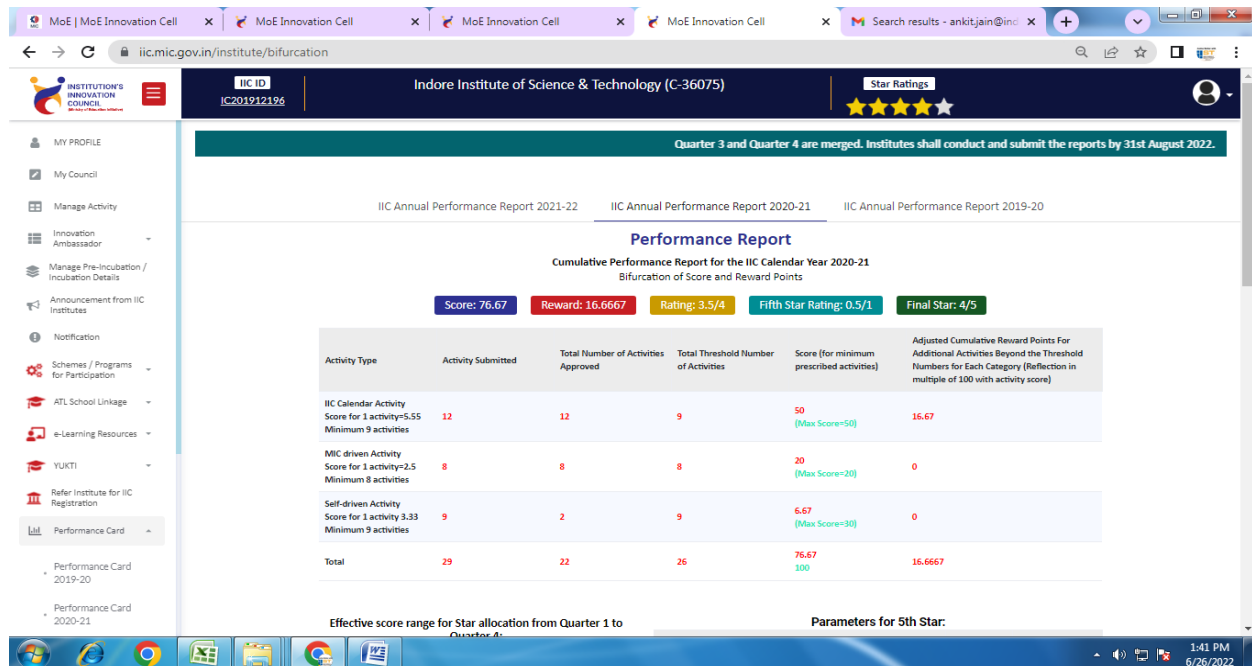 MoE | MoE Innovation Cell
MoE Innovation Cell
MoE Innovation Cell
MoE Innovation Cell
Search results - ankit.jain@ind
iic.mic.gov.in/institute/bifurcation
INSTITUTION'S
INNOVATION
COUNCIL
IIC ID
IC201912196
Indore Institute of Science & Technology (C-36075)
Star Ratings
MY PROFILE
My Council
Manage Activity
Innovation
Ambassador
Manage Pre-Incubation /
Incubation Details
Announcement from IIC
Institutes
Notification
Schemes / Programs
for Participation
ATL School Linkage
e-Learning Resources
YUKTI
Refer Institute for IIC
Registration
Performance Card
Performance Card
2019-20
Performance Card
2020-21
Quarter 3 and Quarter 4 are merged. Institutes shall conduct and submit the reports by 31st August 2022.
IIC Annual Performance Report 2021-22 IIC Annual Performance Report 2020-21 IIC Annual Performance Report 2019-20
Performance Report
Cumulative Performance Report for the IIC Calendar Year 2020-21
Bifurcation of Score and Reward Points
Score: 76.67 Reward: 16.6667 Rating: 3.5/4 Fifth Star Rating: 0.5/1 Final Star: 4/5
Activity Type
Activity Submitted
Total Number of Activities
Approved
Total Threshold Number
of Activities
Score (for minimum
prescribed activities)
Adjusted Cumulative Reward Points For
Additional Activities Beyond the Threshold
Numbers for Each Category (Reflection in
multiple of 100 with activity score)
IIC Calendar Activity
Score for 1 activity=5.55
Minimum 9 activities
12
12
9
50
(Max Score=50)
16.67
MIC driven Activity
Score for 1 activity=2.5
Minimum 8 activities
8
8
8
20
(Max Score=20)
0
Self-driven Activity
Score for 1 activity 3.33
Minimum 9 activities
9
2
9
6.67
(Max Score=30)
0
Total
29
22
26
76.67
100
16.6667
Effective score range for Star allocation from Quarter 1 to
Quarter 4:
Parameters for 5th Star:
1:41 PM
6/26/2022